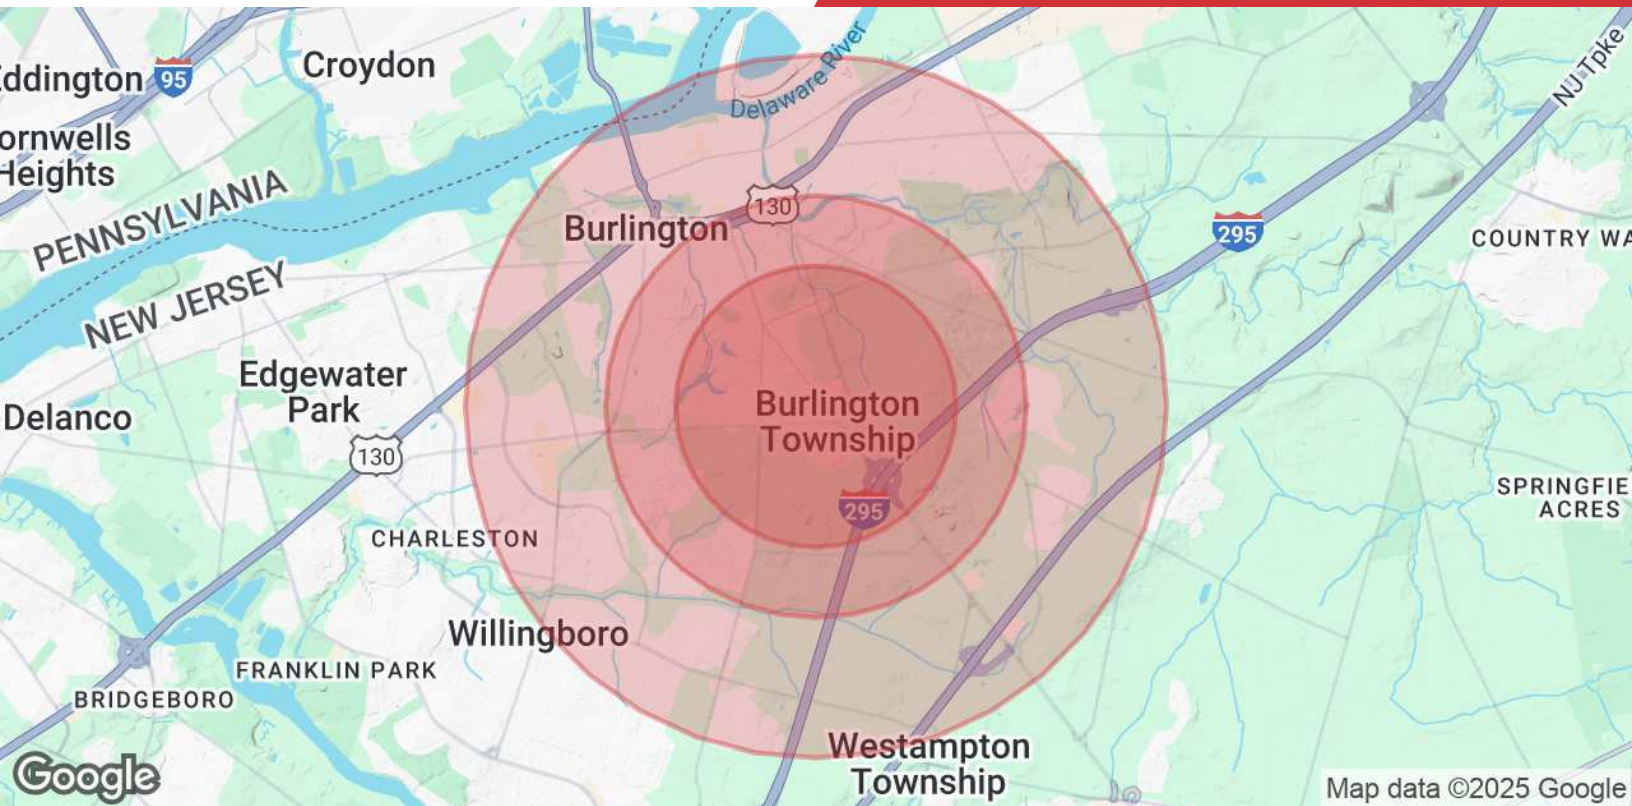 Croydon
Eddington
95
Delaware River
NJ Tpke
Heights
PENNSYLVANIA
130
Burlington
295
NEW JERSEY
Edgewater
Park
Delanco
Burlington
Township
130
295
SPRINGFIE
ACRES
CHARLESTON
Willingboro
FRANKLIN PARK
BRIDGEBORO
Westampton
Township
Google
Map data ©2025 Google
ornwells
COUNTRY WA